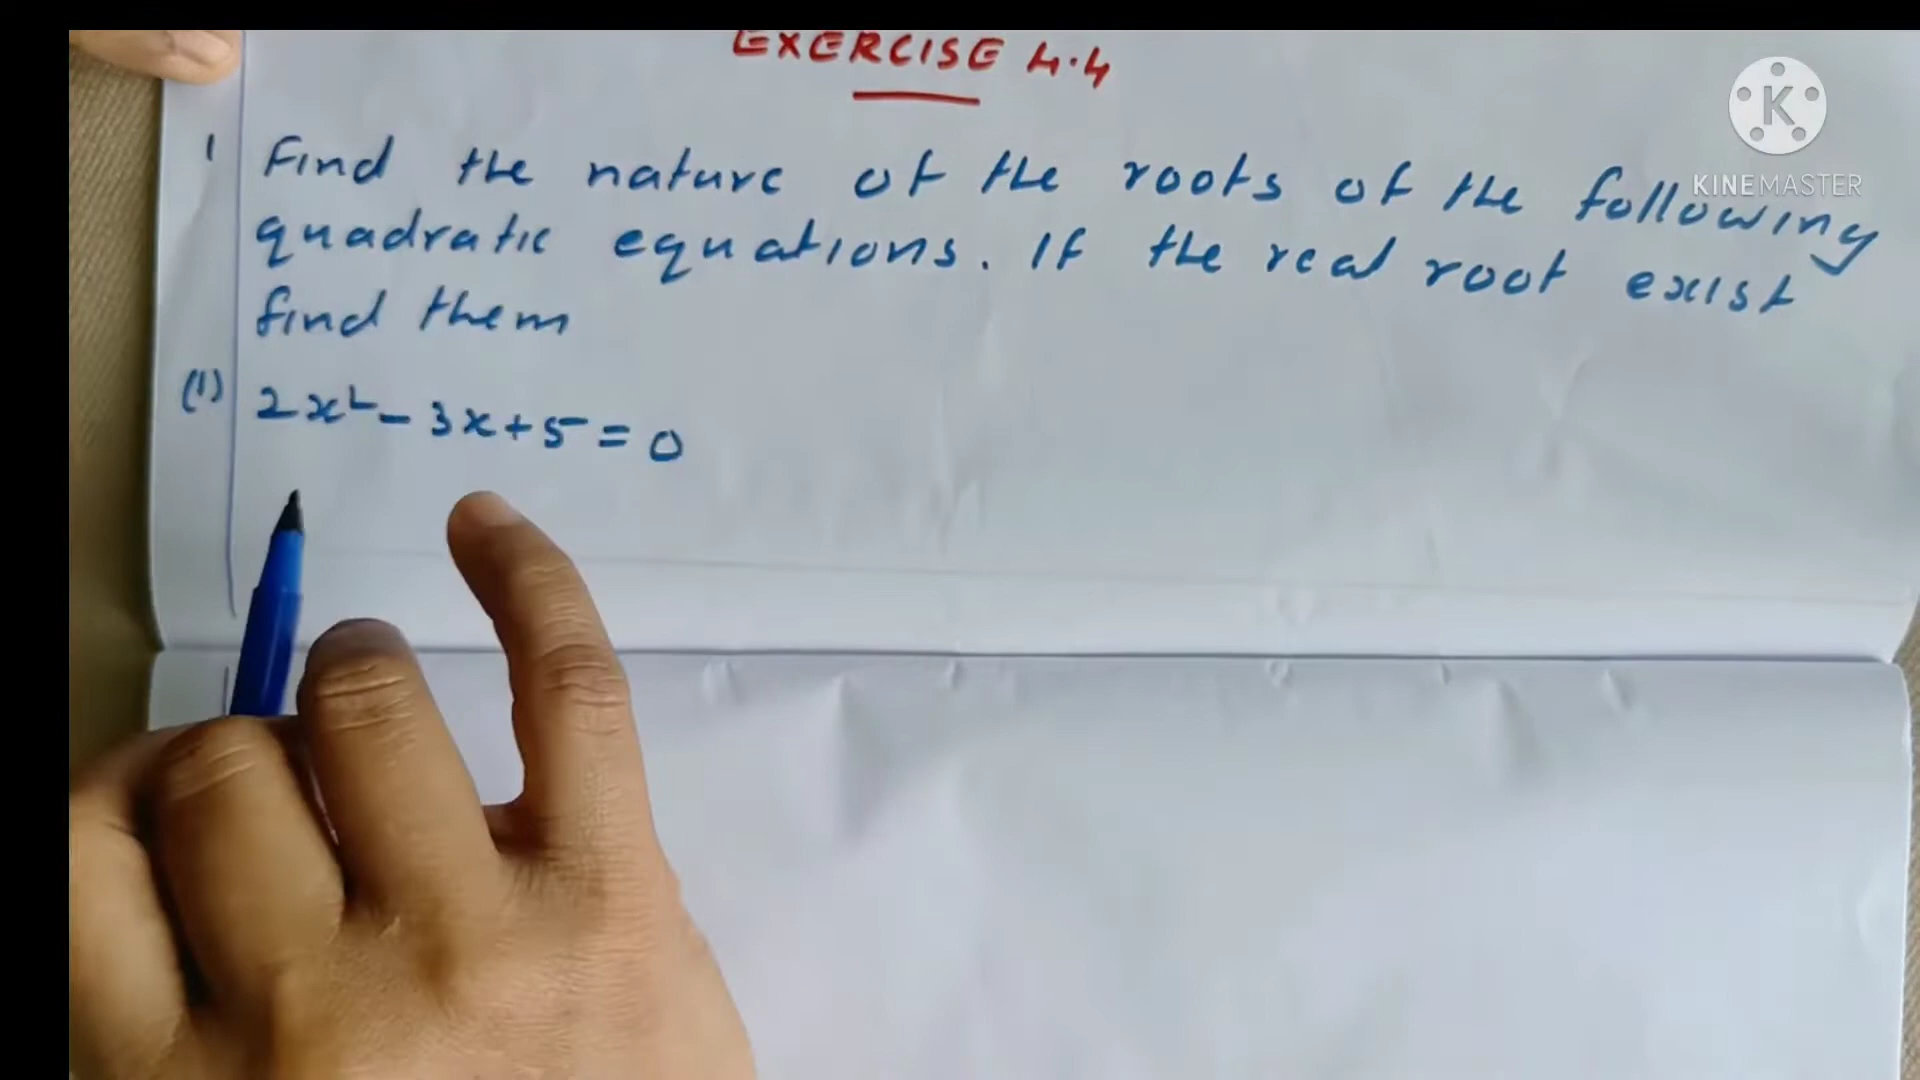 EXERCISE 4.4
1 Find the nature of the roots of the following
quadratic equations. If the real root exist
find them
(1) 2x²- 3x+5=0
KINEMASTER